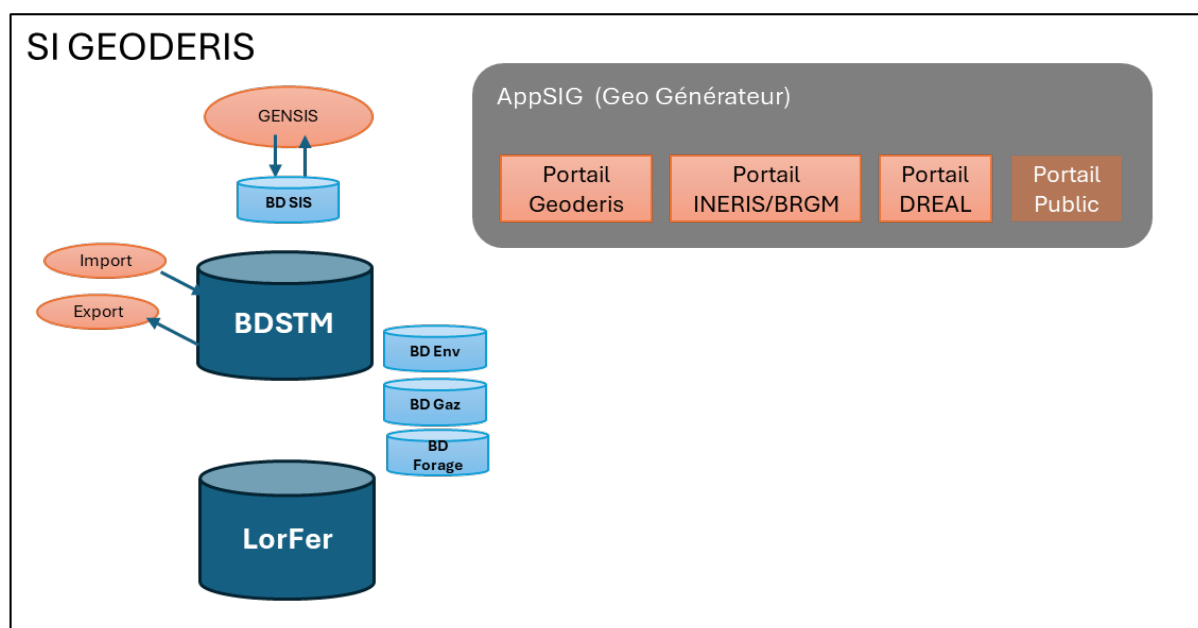 SI GEODERIS
AppSIG (Geo Générateur)
GENSIS
BD SIS
Portail
Geoderis
Portail
INERIS/BRGM
Portail
DREAL
Portail
Public
Import
Export
BDSTM
BD Env
BD Gaz
BD
Forage
LorFer